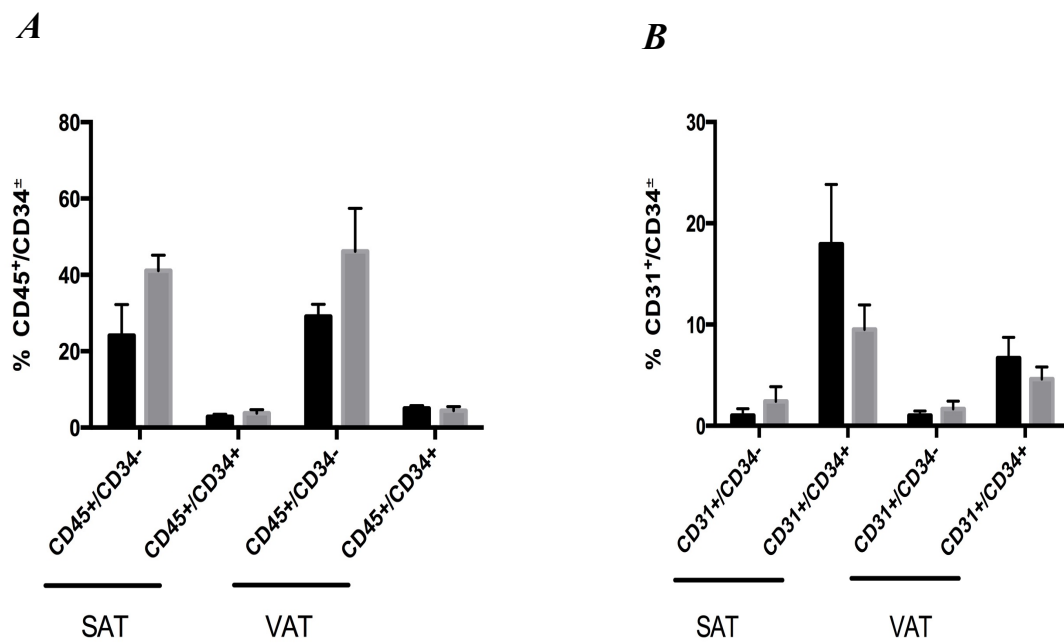 A
B
% CD45⁺/CD34±
80
60
40
20
0
CD45+/CD34-
CD45+/CD34+
CD45+/CD34-
CD45+/CD34+
SAT
VAT
% CD31⁺/CD34±
30
20
10
0
CD31+/CD34-
CD31+/CD34+
CD31+/CD34-
CD31+/CD34+
SAT
VAT